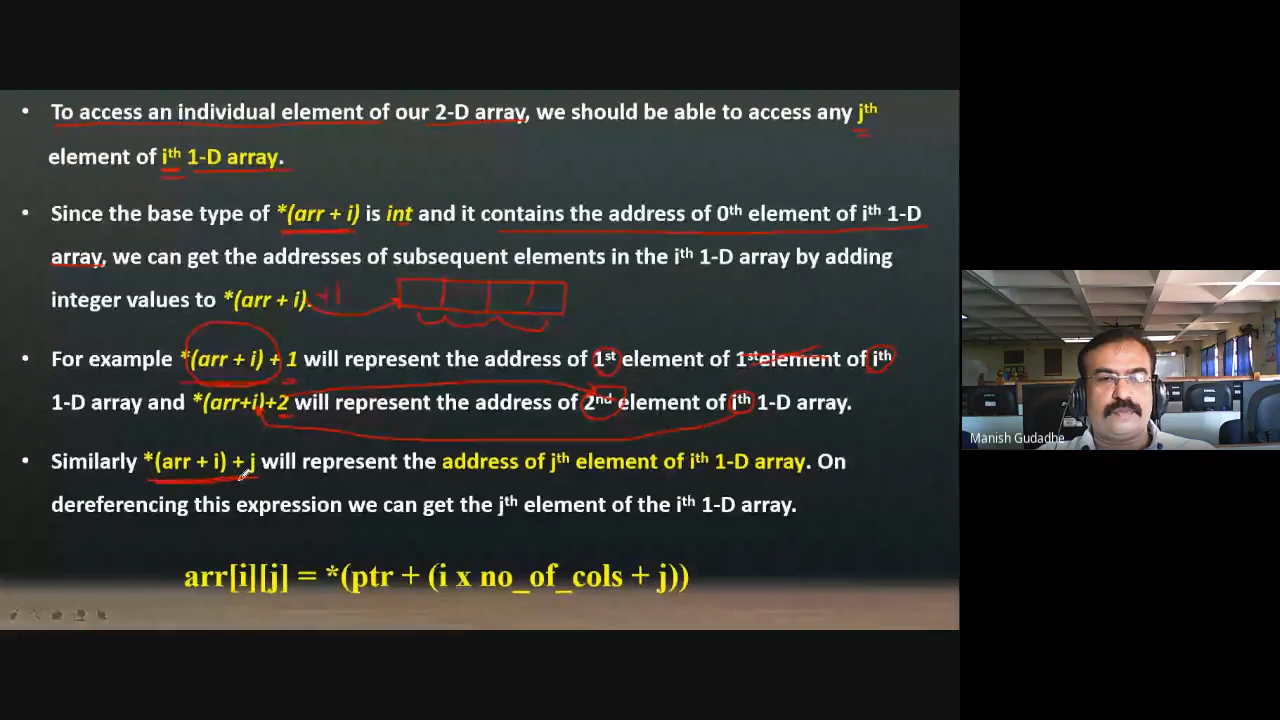 • To access an individual element of our 2-D array, we should be able to access any jth
element of ith 1-D array.
• Since the base type of *(arr + i) is int and it contains the address of 0th element of ith 1-D
array, we can get the addresses of subsequent elements in the ith 1-D array by adding
integer values to *(arr + i). +1
• For example *(arr + i) + 1 will represent the address of 1st element of 1stelement of ith
1-D array and *(arr+i)+2 will represent the address of 2nd element of ith 1-D array.
• Similarly *(arr + i) + j will represent the address of jth element of ith 1-D array. On
dereferencing this expression we can get the jth element of the ith 1-D array.
arr[i][j] = *(ptr + (i x no_of_cols + j))
Manish Gudadhe